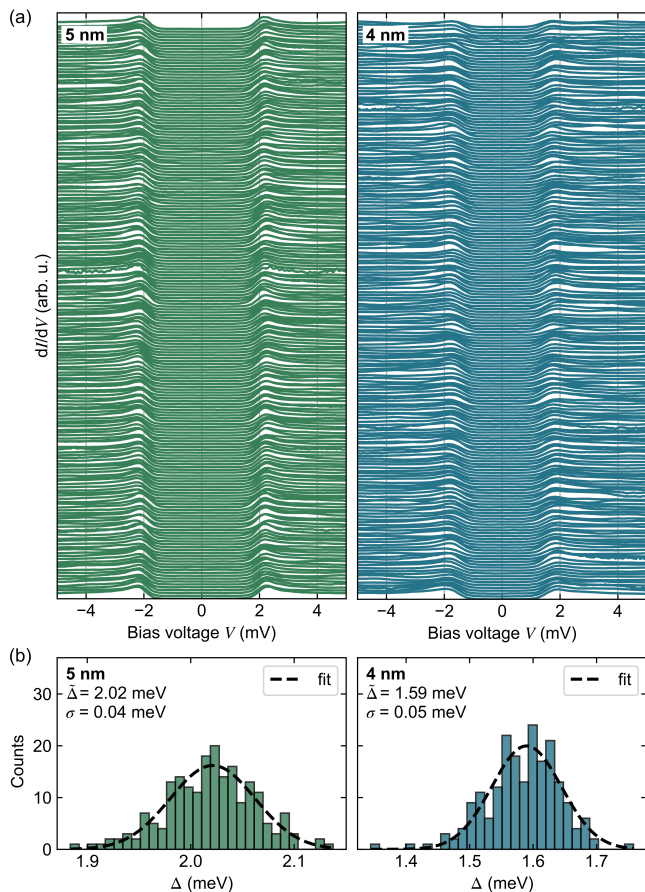 (a)
5 nm
4 nm
dI/dV (arb. u.)
−4 −2 0 2 4
−4 −2 0 2 4
Bias voltage V (mV)
Bias voltage V (mV)
(b)
5 nm
Δ̃ = 2.02 meV
σ = 0.04 meV
fit
4 nm
Δ̃ = 1.59 meV
σ = 0.05 meV
fit
Counts
30
20
10
0
1.9 2.0 2.1
1.4 1.5 1.6 1.7
Δ (meV)
Δ (meV)